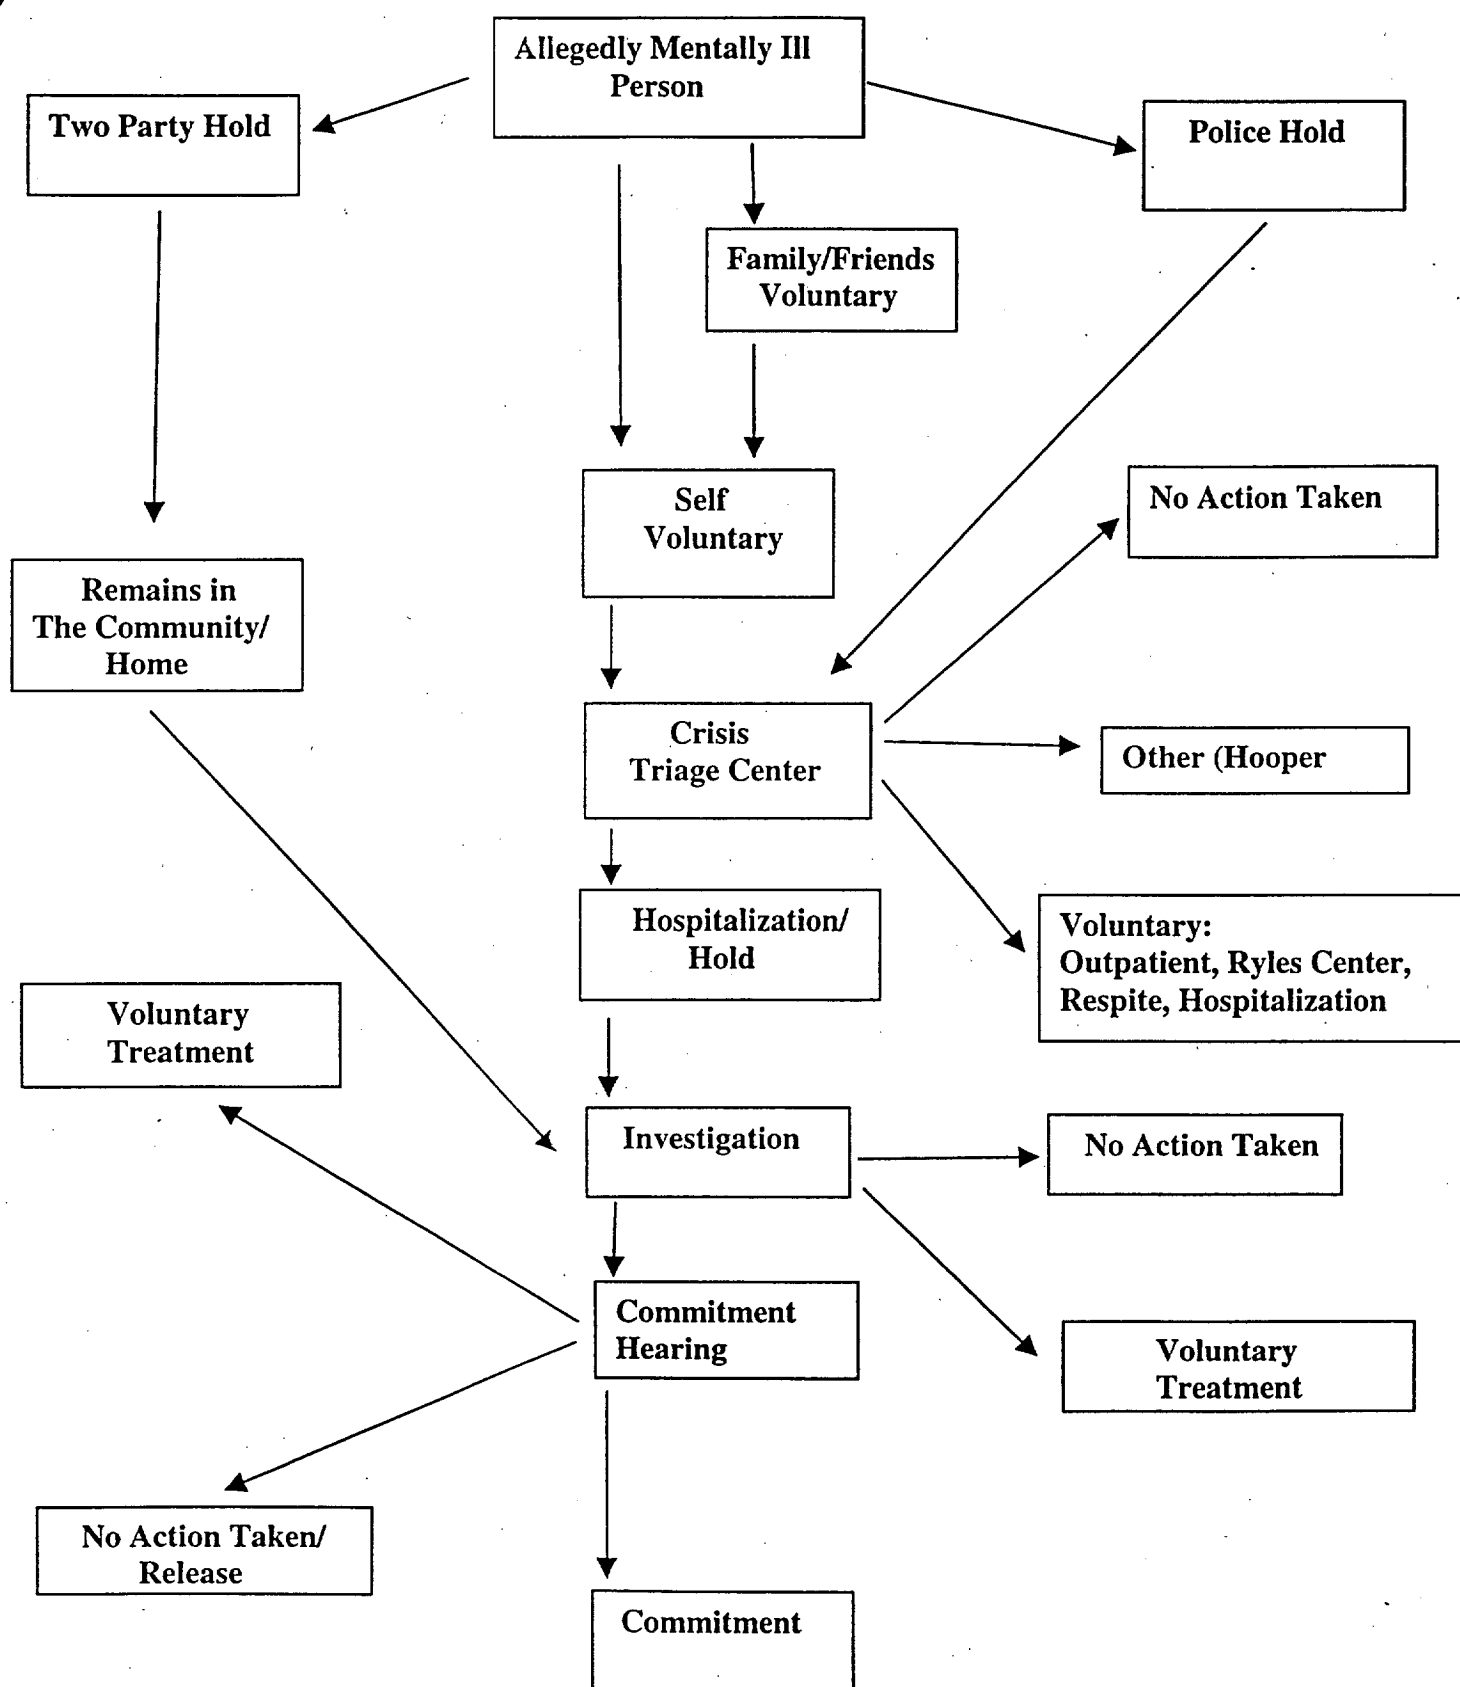 Allegedly Mentally Ill
Person
Two Party Hold
Police Hold
Family/Friends
Voluntary
Self
Voluntary
No Action Taken
Remains in
The Community/
Home
Crisis
Triage Center
Other (Hooper
Hospitalization/
Hold
Voluntary:
Outpatient, Ryles Center,
Respite, Hospitalization
Voluntary
Treatment
Investigation
No Action Taken
Commitment
Hearing
Voluntary
Treatment
No Action Taken/
Release
Commitment